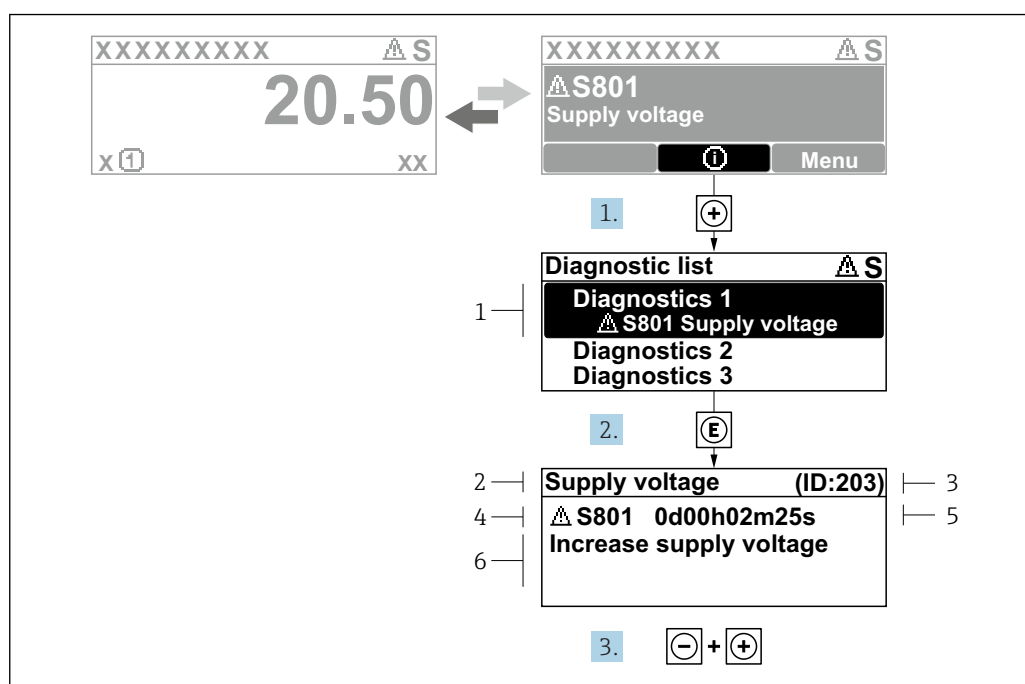 XXXXXXXXX ⚠ S
20.50
x ① xx
XXXXXXXXX ⚠ S
⚠ S801
Supply voltage
ⓘ Menu
1. +
Diagnostic list ⚠ S
1
Diagnostics 1
⚠ S801 Supply voltage
Diagnostics 2
Diagnostics 3
2. E
2 Supply voltage (ID:203) 3
4 ⚠ S801 0d00h02m25s 5
6 Increase supply voltage
3. - + +